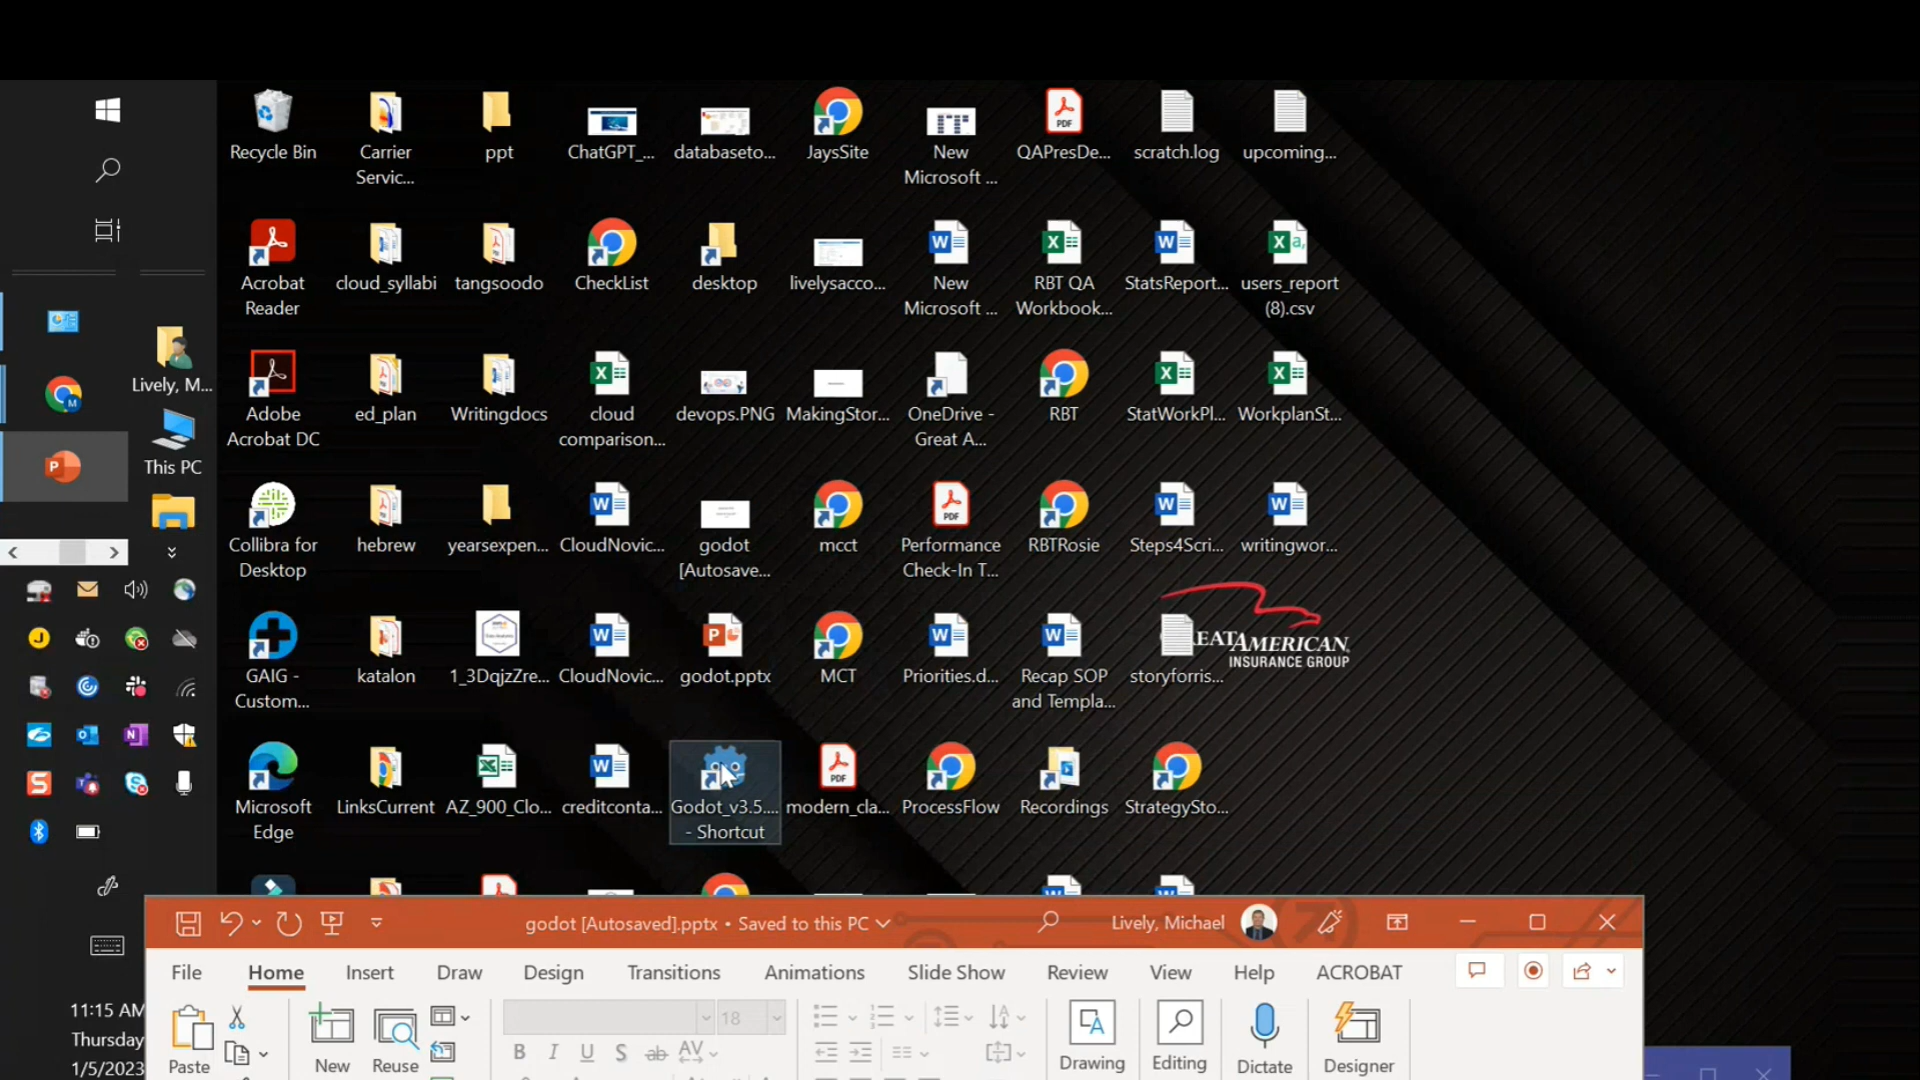 Recycle Bin
Carrier
Servic...
ppt
ChatGPT_...
databaseto...
JaysSite
New
Microsoft ...
QAPresDe...
scratch.log
upcoming...
Acrobat
Reader
cloud_syllabi
tangsoodo
CheckList
desktop
livelysacco...
New
Microsoft ...
RBT QA
Workbook...
StatsReport...
users_report
(8).csv
Lively, M...
Adobe
Acrobat DC
ed_plan
Writingdocs
cloud
comparison...
devops.PNG
MakingStor...
OneDrive -
Great A...
RBT
StatWorkPl...
WorkplanSt...
This PC
Collibra for
Desktop
hebrew
yearsexpen...
CloudNovic...
godot
[Autosave...
mcct
Performance
Check-In T...
RBTRosie
Steps4Scri...
writingwor...
GAIG -
Custom...
katalon
1_3DqjzZre...
CloudNovic...
godot.pptx
MCT
Priorities.d...
Recap SOP
and Templa...
storyforris...
EATAMERICAN
INSURANCE GROUP
Microsoft
Edge
LinksCurrent
AZ_900_Clo...
creditconta...
Godot_v3.5....
- Shortcut
modern_cla...
ProcessFlow
Recordings
StrategySto...
godot [Autosaved].pptx • Saved to this PC
Lively, Michael
File Home Insert Draw Design Transitions Animations Slide Show Review View Help ACROBAT
18
B I U S ab AV
Paste
New
Reuse
Drawing
Editing
Dictate
Designer
11:15 AM
Thursday
1/5/2023